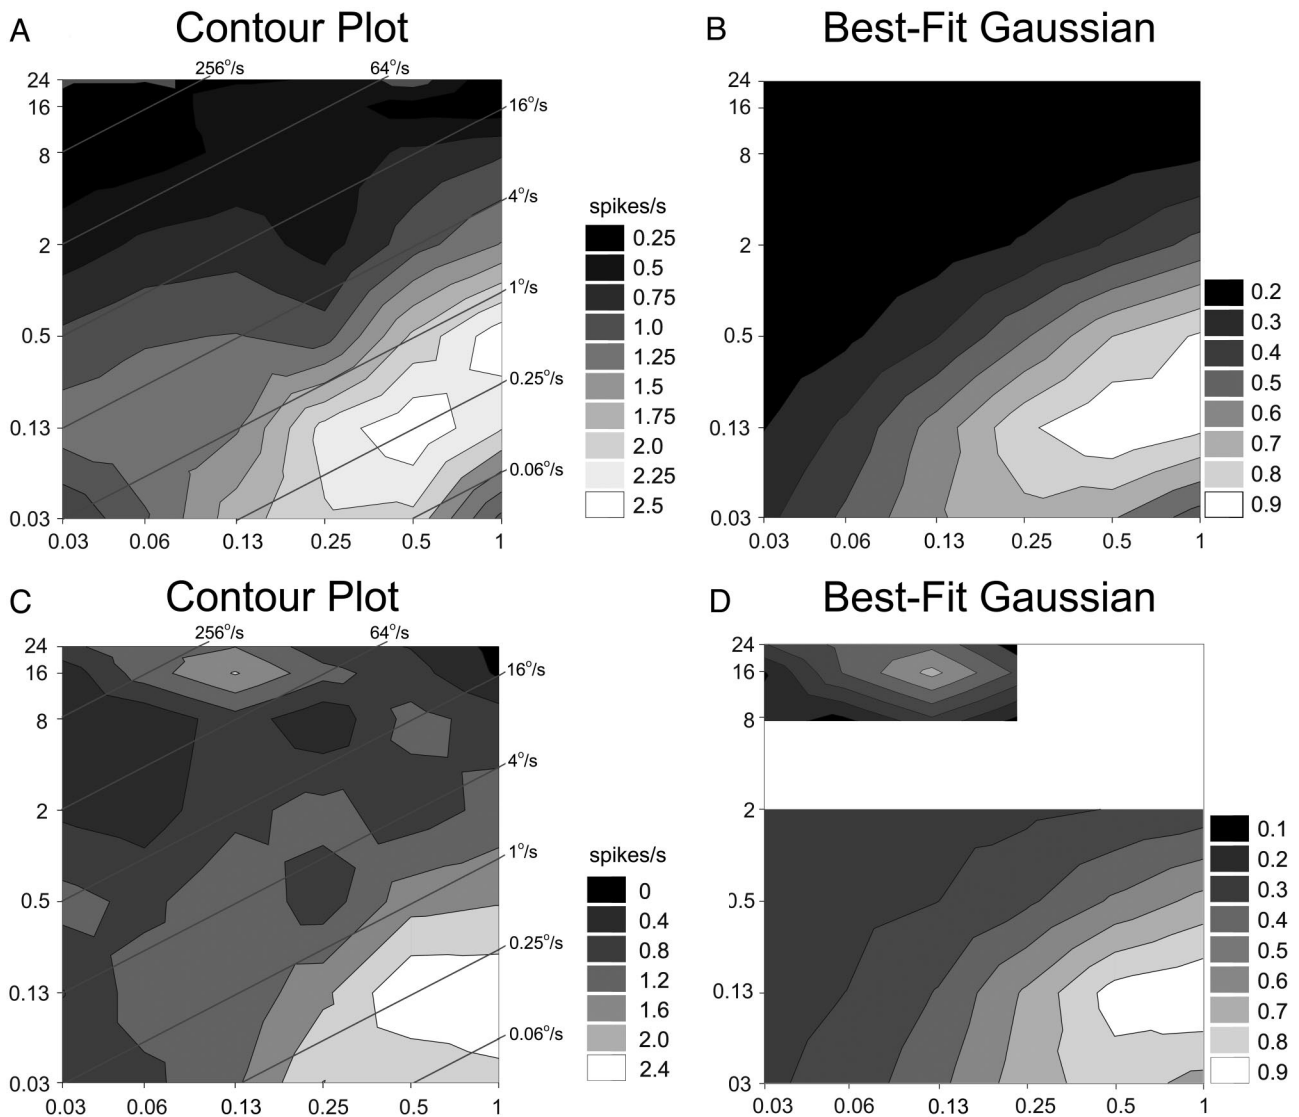 A
Contour Plot
256°/s
64°/s
24
16
8
2
0.5
0.13
0.03
16°/s
4°/s
1°/s
0.25°/s
0.06°/s
0.03 0.06 0.13 0.25 0.5 1
spikes/s
0.25
0.5
0.75
1.0
1.25
1.5
1.75
2.0
2.25
2.5
B
Best-Fit Gaussian
24
16
8
2
0.5
0.13
0.03
0.03 0.06 0.13 0.25 0.5 1
0.2
0.3
0.4
0.5
0.6
0.7
0.8
0.9
C
Contour Plot
256°/s
64°/s
24
16
8
2
0.5
0.13
0.03
16°/s
4°/s
1°/s
0.25°/s
0.06°/s
0.03 0.06 0.13 0.25 0.5 1
spikes/s
0
0.4
0.8
1.2
1.6
2.0
2.4
D
Best-Fit Gaussian
24
16
8
2
0.5
0.13
03
0.03 0.06 0.13 0.25 0.5 1
0.1
0.2
0.3
0.4
0.5
0.6
0.7
0.8
0.9